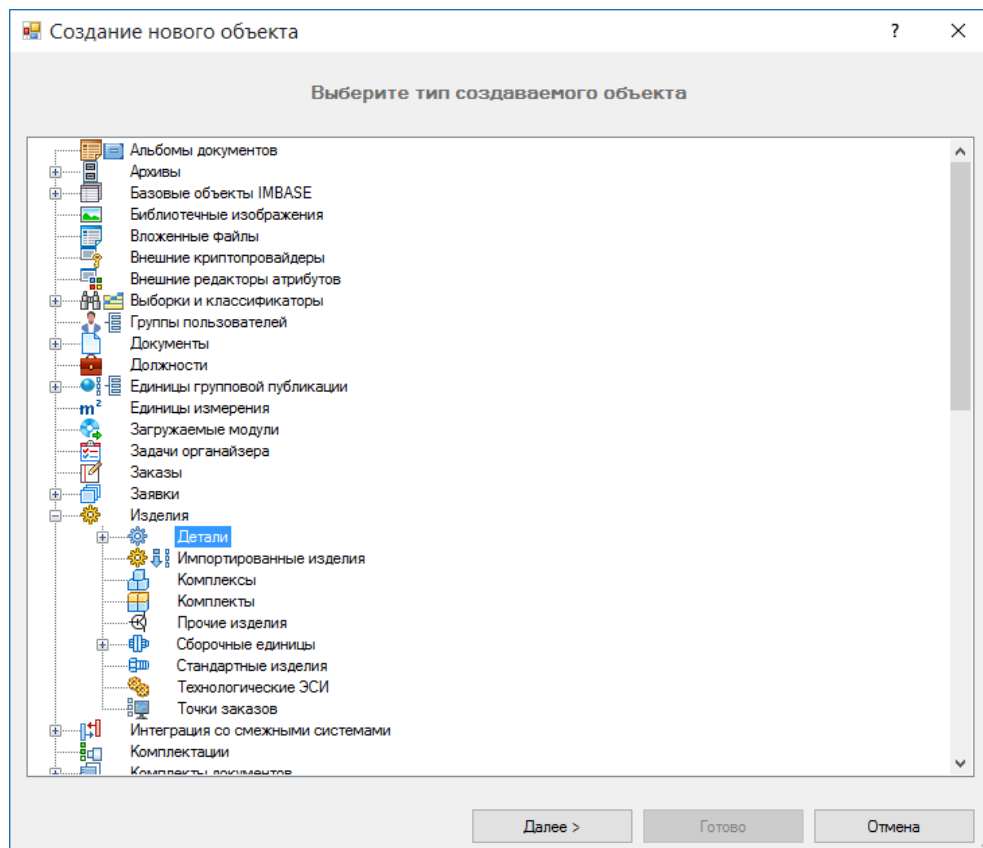 Создание нового объекта
?
Выберите тип создаваемого объекта
Альбомы документов
Архивы
Базовые объекты IMBASE
Библиотечные изображения
Вложенные файлы
Внешние криптопровайдеры
Внешние редакторы атрибутов
Выборки и классификаторы
Группы пользователей
Документы
Должности
Единицы групповой публикации
m² Единицы измерения
Загружаемые модули
Задачи органайзера
Заказы
Заявки
Изделия
Детали
Импортированные изделия
Комплексы
Комплекты
Прочие изделия
Сборочные единицы
Стандартные изделия
Технологические ЭСИ
Точки заказов
Интеграция со смежными системами
Комплектации
Комплекты документов
Далее > Готово Отмена